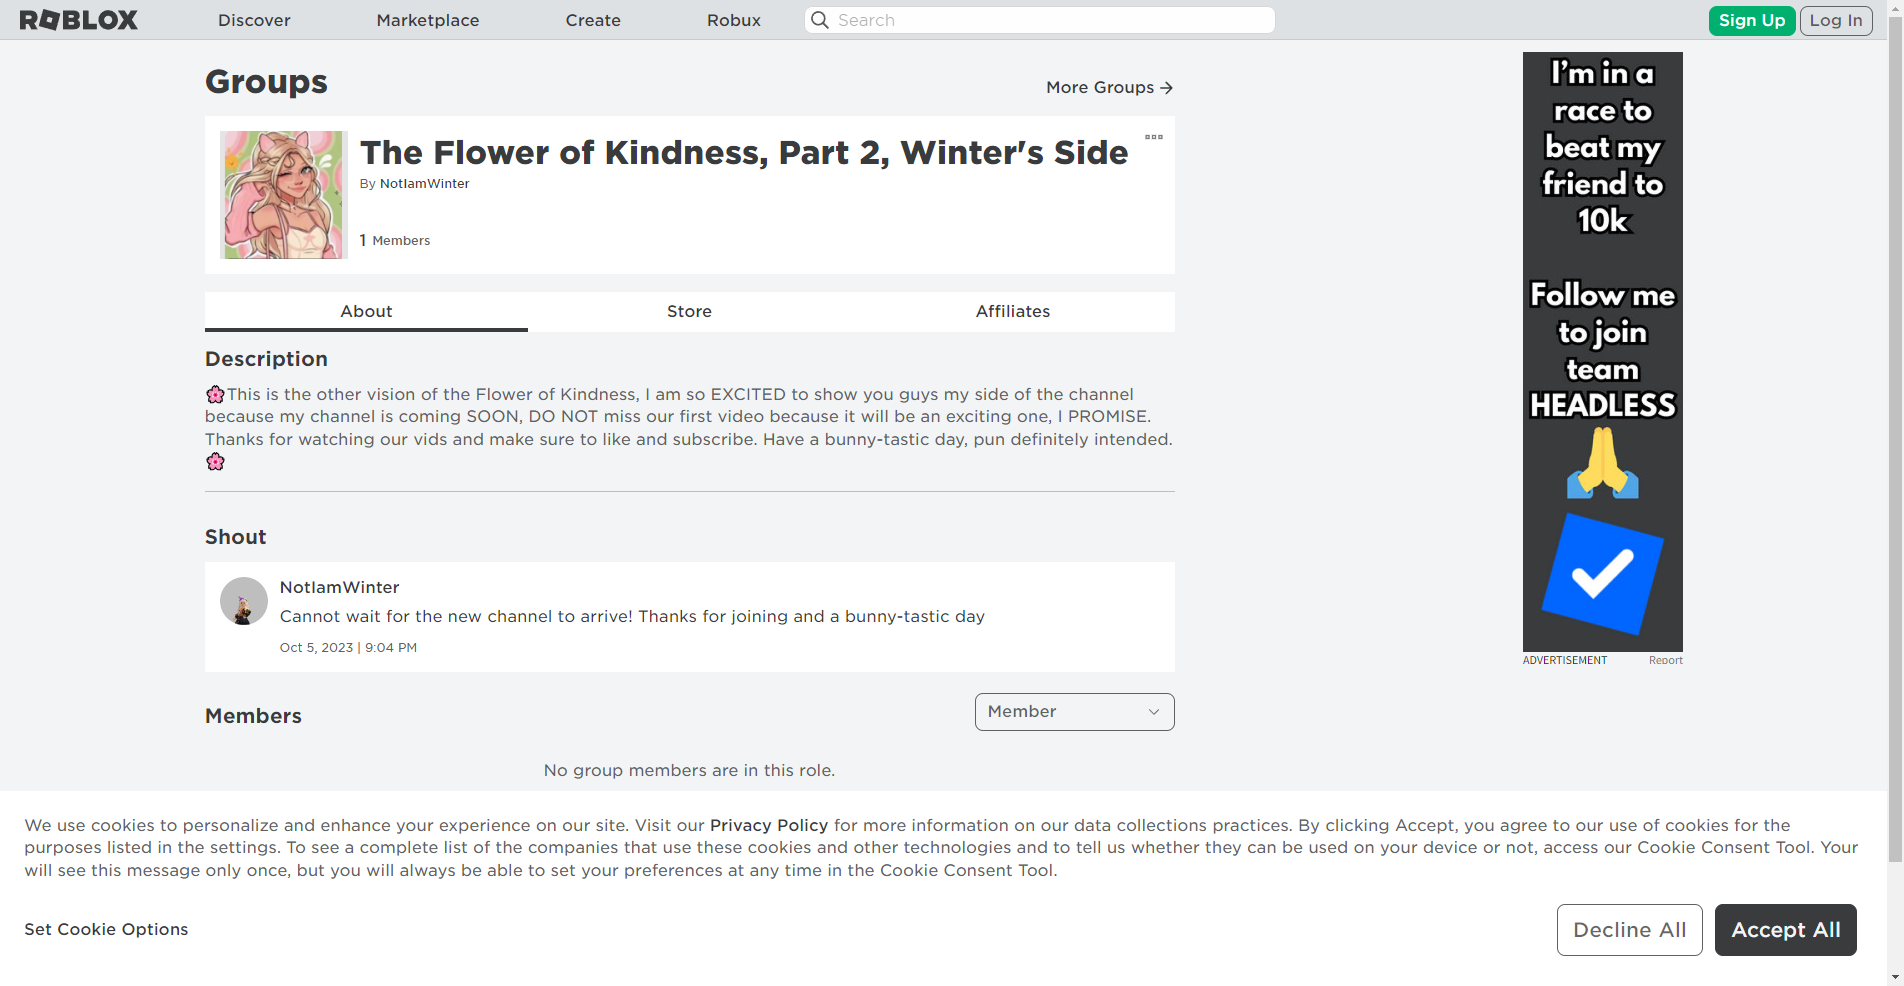 ROBLOX
Discover
Marketplace
Create
Robux
Search
Sign Up
Log In
Groups
More Groups
The Flower of Kindness, Part 2, Winter's Side
By NotIamWinter
1 Members
About
Store
Affiliates
Description
🌸This is the other vision of the Flower of Kindness, I am so EXCITED to show you guys my side of the channel
because my channel is coming SOON, DO NOT miss our first video because it will be an exciting one, I PROMISE.
Thanks for watching our vids and make sure to like and subscribe. Have a bunny-tastic day, pun definitely intended.
🌸
Shout
NotIamWinter
Cannot wait for the new channel to arrive! Thanks for joining and a bunny-tastic day
Oct 5, 2023 | 9:04 PM
Members
Member
No group members are in this role.
I'm in a
race to
beat my
friend to
10k
Follow me
to join
team
HEADLESS
ADVERTISEMENT
Report
We use cookies to personalize and enhance your experience on our site. Visit our Privacy Policy for more information on our data collections practices. By clicking Accept, you agree to our use of cookies for the
purposes listed in the settings. To see a complete list of the companies that use these cookies and other technologies and to tell us whether they can be used on your device or not, access our Cookie Consent Tool. Your
will see this message only once, but you will always be able to set your preferences at any time in the Cookie Consent Tool.
Set Cookie Options
Decline All
Accept All